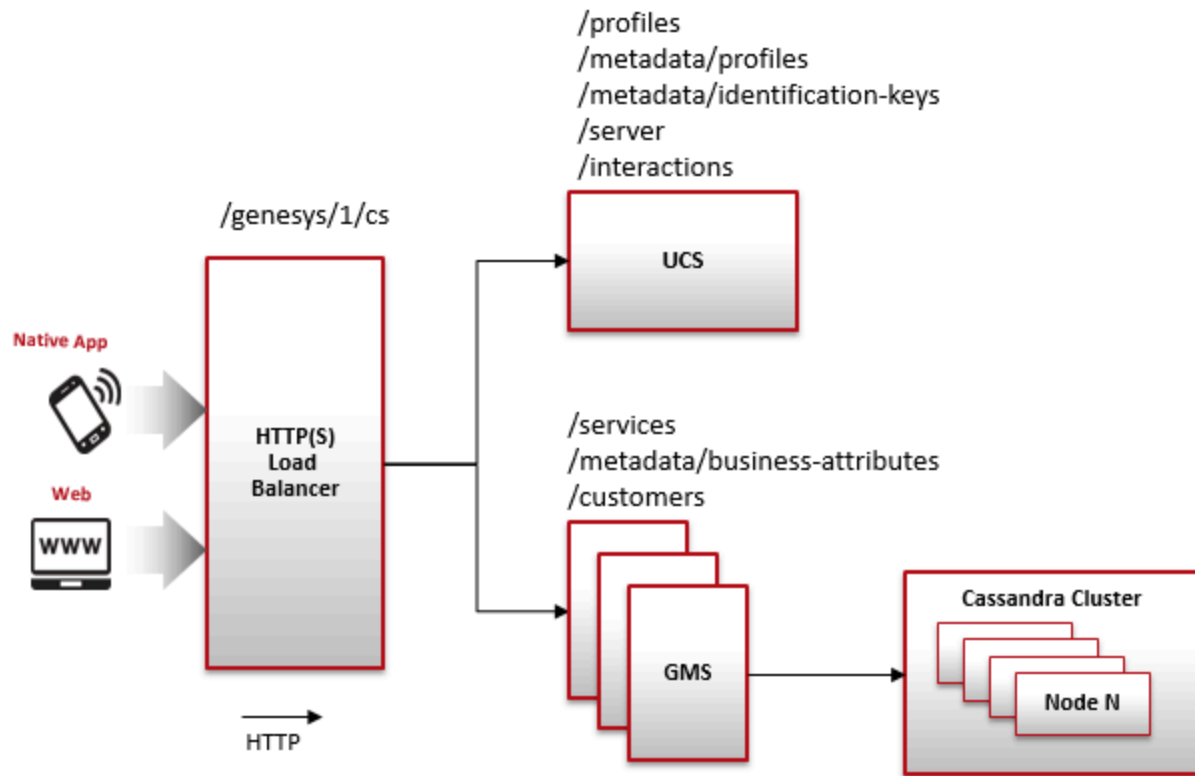 /profiles
/metadata/profiles
/metadata/identification-keys
/server
/interactions
/genesys/1/cs
UCS
Native App
HTTP(S)
Load
Balancer
Web
WWW
/services
/metadata/business-attributes
/customers
GMS
Cassandra Cluster
Node N
HTTP